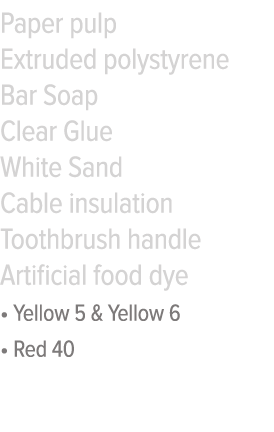 Paper pulp
Extruded polystyrene
Bar Soap
Clear Glue
White Sand
Cable insulation
Toothbrush handle
Artificial food dye
• Yellow 5 & Yellow 6
• Red 40